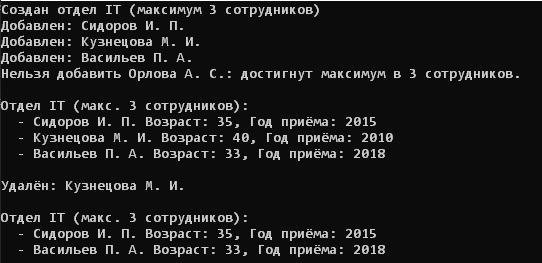 Создан отдел IT (максимум 3 сотрудников)
Добавлен: Сидоров И. П.
Добавлен: Кузнецова М. И.
Добавлен: Васильев П. А.
Нельзя добавить Орлова А. С.: достигнут максимум в 3 сотрудников.
Отдел IT (макс. 3 сотрудников):
- Сидоров И. П. Возраст: 35, Год приёма: 2015
- Кузнецова М. И. Возраст: 40, Год приёма: 2010
- Васильев П. А. Возраст: 33, Год приёма: 2018
Удалён: Кузнецова М. И.
Отдел IT (макс. 3 сотрудников):
- Сидоров И. П. Возраст: 35, Год приёма: 2015
- Васильев П. А. Возраст: 33, Год приёма: 2018